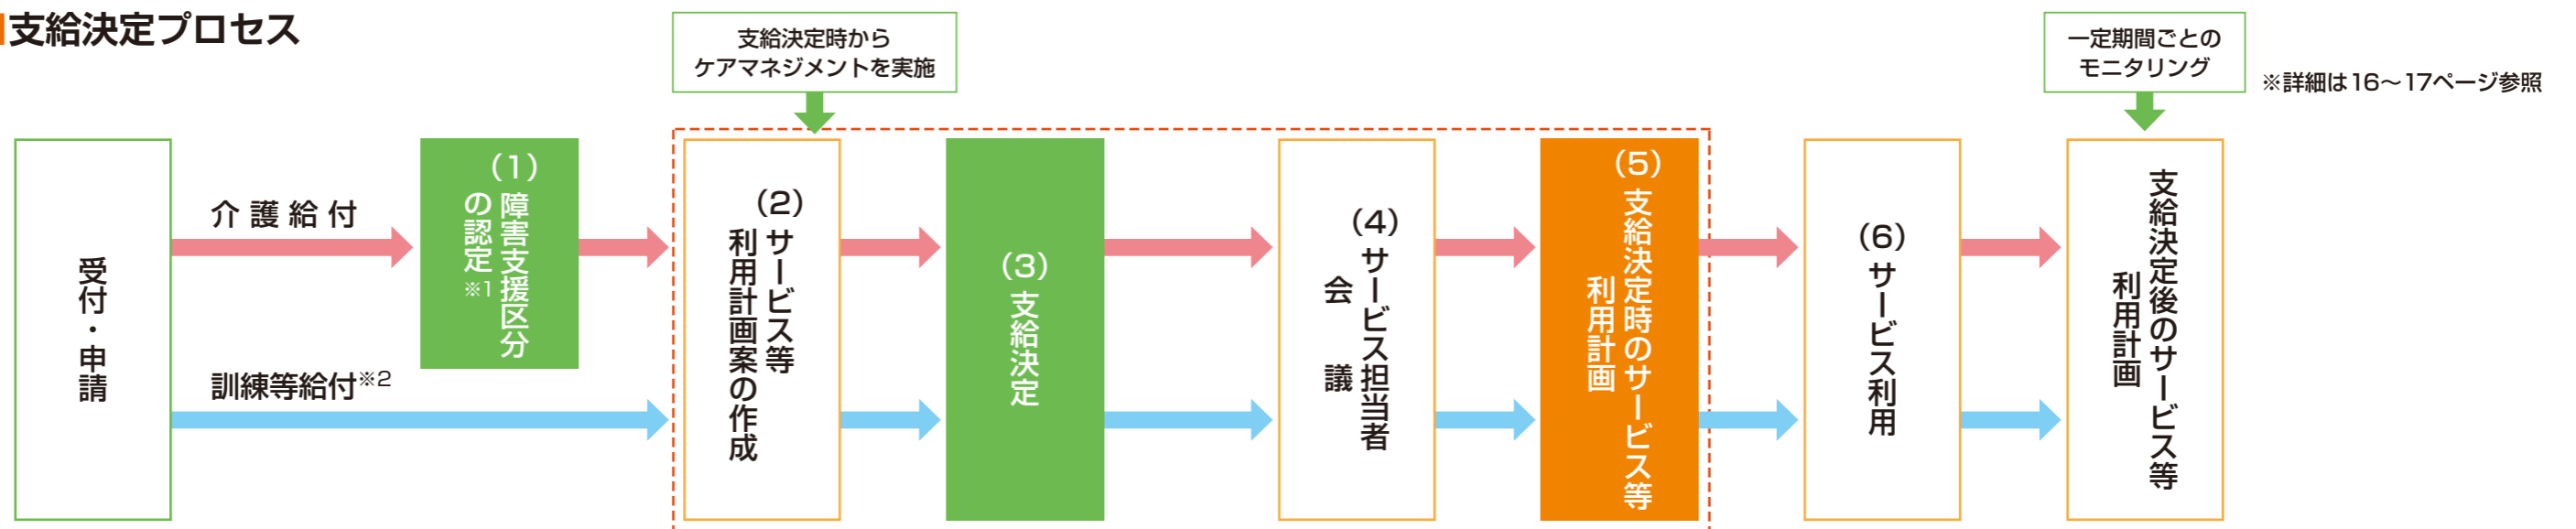 支給決定プロセス
支給決定時から
ケアマネジメントを実施
一定期間ごとの
モニタリング
※詳細は16〜17ページ参照
受付・申請
介護給付
訓練等給付※2
(1)障害支援区分
の認定※1
(2)サービス等
利用計画案の作成
(3)支給決定
(4)サービス担当者
会議
(5)支給決定時のサービス等
利用計画
(6)サービス利用
支給決定後のサービス等
利用計画